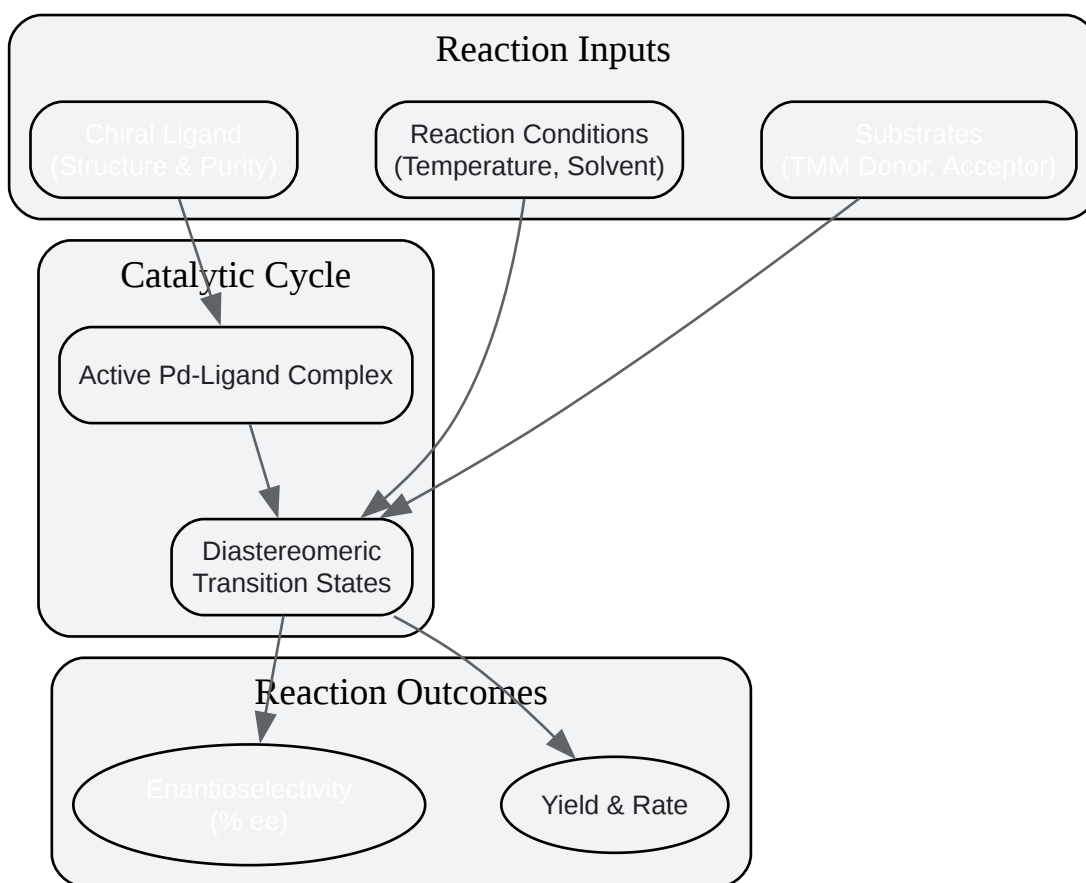 Reaction Inputs
Chiral Ligand
(Structure & Purity)
Reaction Conditions
(Temperature, Solvent)
Substrates
(TMM Donor, Acceptor)
Catalytic Cycle
Active Pd-Ligand Complex
Diastereomeric
Transition States
Reaction Outcomes
Enantioselectivity
(% ee)
Yield & Rate